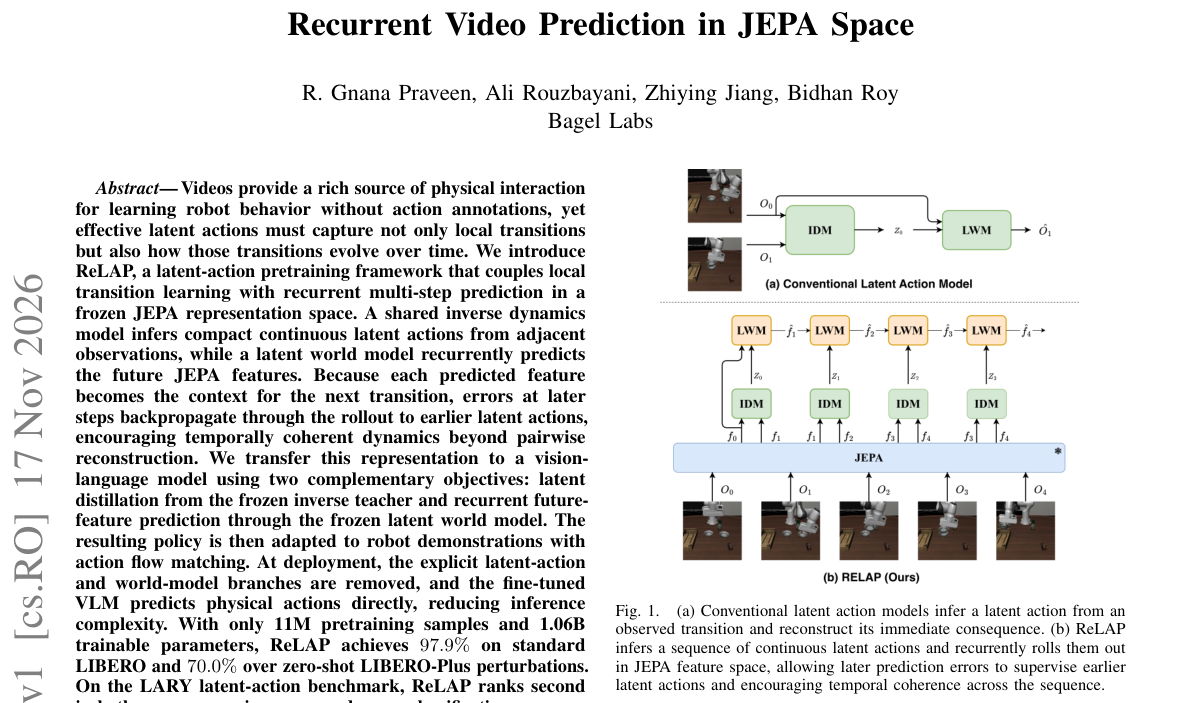 Recurrent Video Prediction in JEPA Space
R. Gnana Praveen, Ali Rouzbayani, Zhiying Jiang, Bidhan Roy
Bagel Labs
v1 [cs.RO] 17 Nov 2026
Abstract—Videos provide a rich source of physical interaction
for learning robot behavior without action annotations, yet
effective latent actions must capture not only local transitions
but also how those transitions evolve over time. We introduce
ReLAP, a latent-action pretraining framework that couples local
transition learning with recurrent multi-step prediction in a
frozen JEPA representation space. A shared inverse dynamics
model infers compact continuous latent actions from adjacent
observations, while a latent world model recurrently predicts
the future JEPA features. Because each predicted feature
becomes the context for the next transition, errors at later
steps backpropagate through the rollout to earlier latent actions,
encouraging temporally coherent dynamics beyond pairwise
reconstruction. We transfer this representation to a vision-
language model using two complementary objectives: latent
distillation from the frozen inverse teacher and recurrent future-
feature prediction through the frozen latent world model. The
resulting policy is then adapted to robot demonstrations with
action flow matching. At deployment, the explicit latent-action
and world-model branches are removed, and the fine-tuned
VLM predicts physical actions directly, reducing inference
complexity. With only 11M pretraining samples and 1.06B
trainable parameters, ReLAP achieves 97.9% on standard
LIBERO and 70.0% over zero-shot LIBERO-Plus perturbations.
On the LARY latent-action benchmark, ReLAP ranks second
O₀
IDM z₀ LWM Ô₁
O₁
(a) Conventional Latent Action Model
LWM f̂₁ LWM f̂₂ LWM f̂₃ LWM f̂₄
z₀ z₁ z₂ z₃
IDM IDM IDM IDM
f₀ f₁ f₁ f₂ f₃ f₄ f₃ f₄
JEPA *
O₀ O₁ O₂ O₃ O₄
(b) RELAP (Ours)
Fig. 1. (a) Conventional latent action models infer a latent action from an
observed transition and reconstruct its immediate consequence. (b) ReLAP
infers a sequence of continuous latent actions and recurrently rolls them out
in JEPA feature space, allowing later prediction errors to supervise earlier
latent actions and encouraging temporal coherence across the sequence.